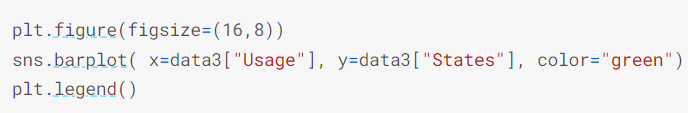 plt.figure(figsize=(16,8))
sns.barplot( x=data3["Usage"], y=data3["States"], color="green")
plt.legend()